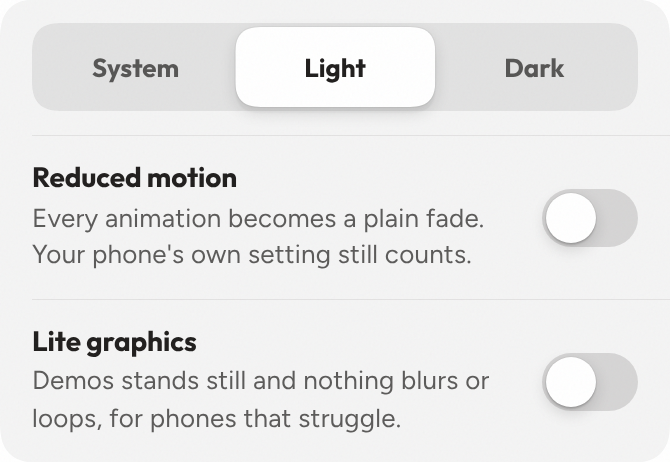 System
Light
Dark
Reduced motion
Every animation becomes a plain fade.
Your phone's own setting still counts.
Lite graphics
Demos stands still and nothing blurs or
loops, for phones that struggle.